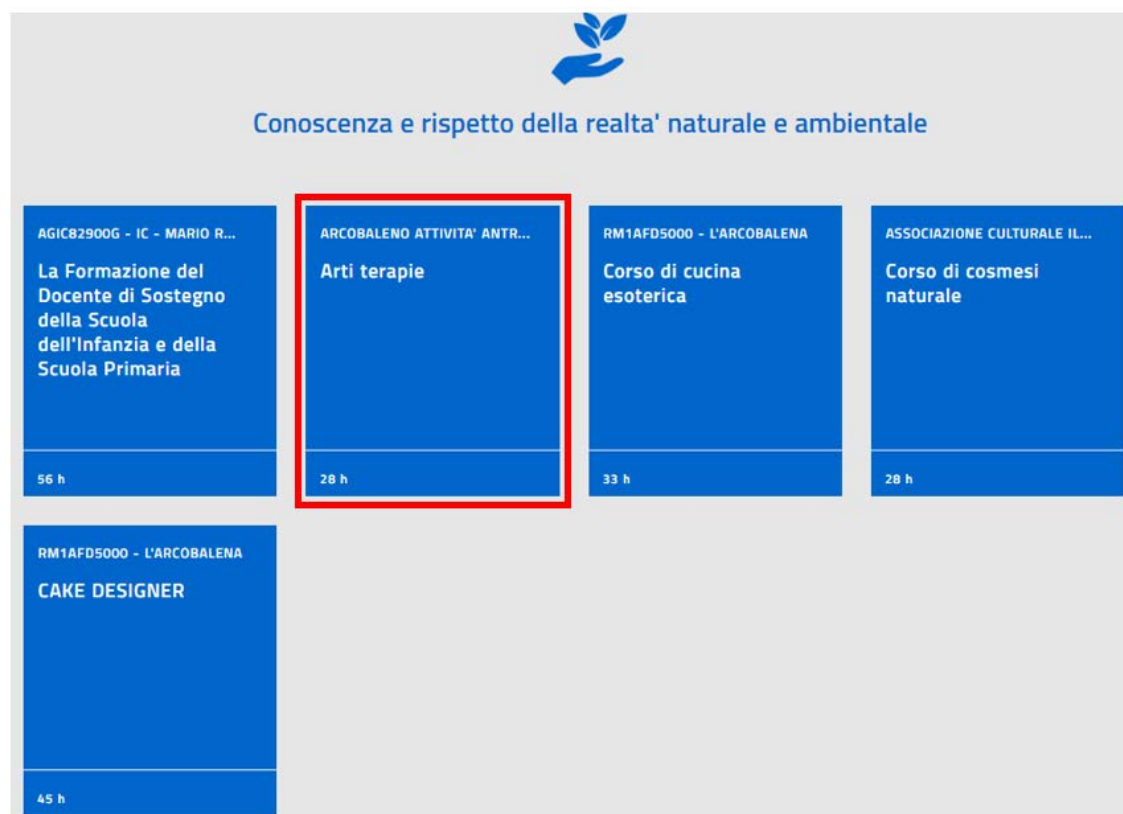 Conoscenza e rispetto della realta' naturale e ambientale
AGIC82900G - IC - MARIO R...
La Formazione del
Docente di Sostegno
della Scuola
dell'Infanzia e della
Scuola Primaria
56 h
ARCOBALENO ATTIVITA' ANTR...
Arti terapie
28 h
RM1AFD5000 - L'ARCOBALENA
Corso di cucina
esoterica
33 h
ASSOCIAZIONE CULTURALE IL...
Corso di cosmesi
naturale
28 h
RM1AFD5000 - L'ARCOBALENA
CAKE DESIGNER
45 h